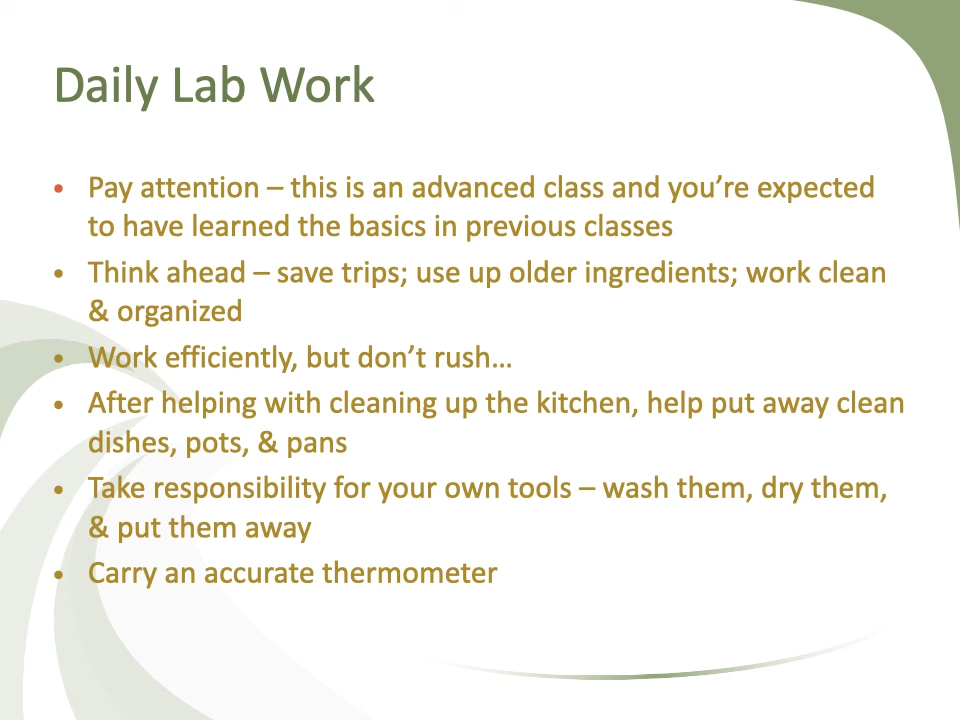 Daily Lab Work
• Pay attention – this is an advanced class and you’re expected
to have learned the basics in previous classes
• Think ahead – save trips; use up older ingredients; work clean
& organized
• Work efficiently, but don’t rush…
• After helping with cleaning up the kitchen, help put away clean
dishes, pots, & pans
• Take responsibility for your own tools – wash them, dry them,
& put them away
• Carry an accurate thermometer